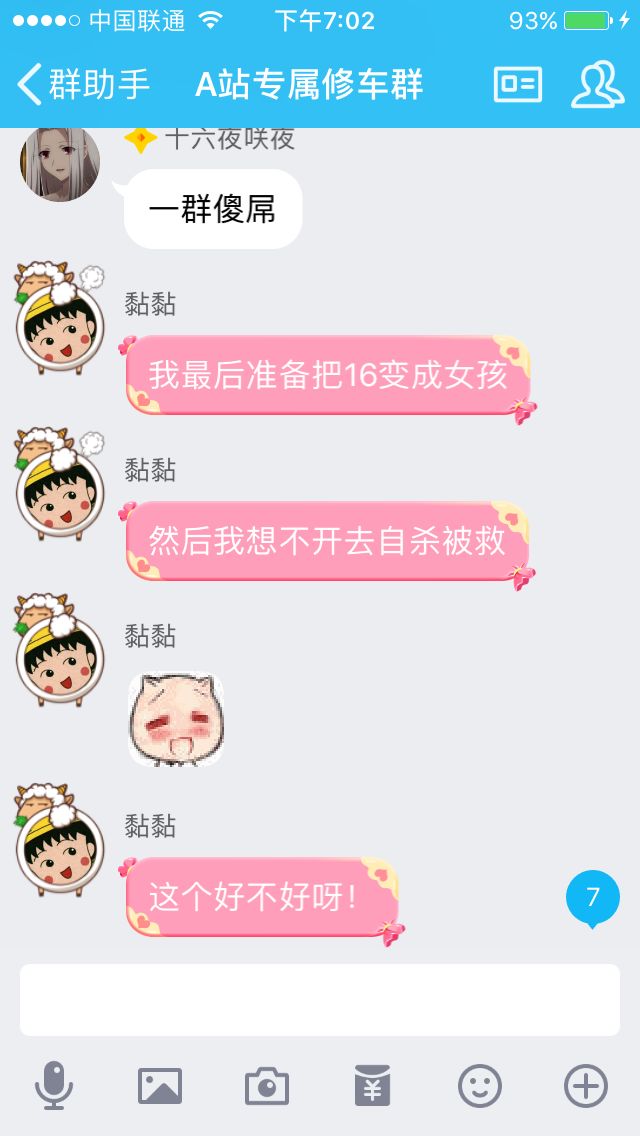 中国联通 下午7:02 93%
群助手 A站专属修车群
十六夜咲夜
一群傻屌
黏黏
我最后准备把16变成女孩
黏黏
然后我想不开去自杀被救
黏黏
黏黏
这个好不好呀！
7